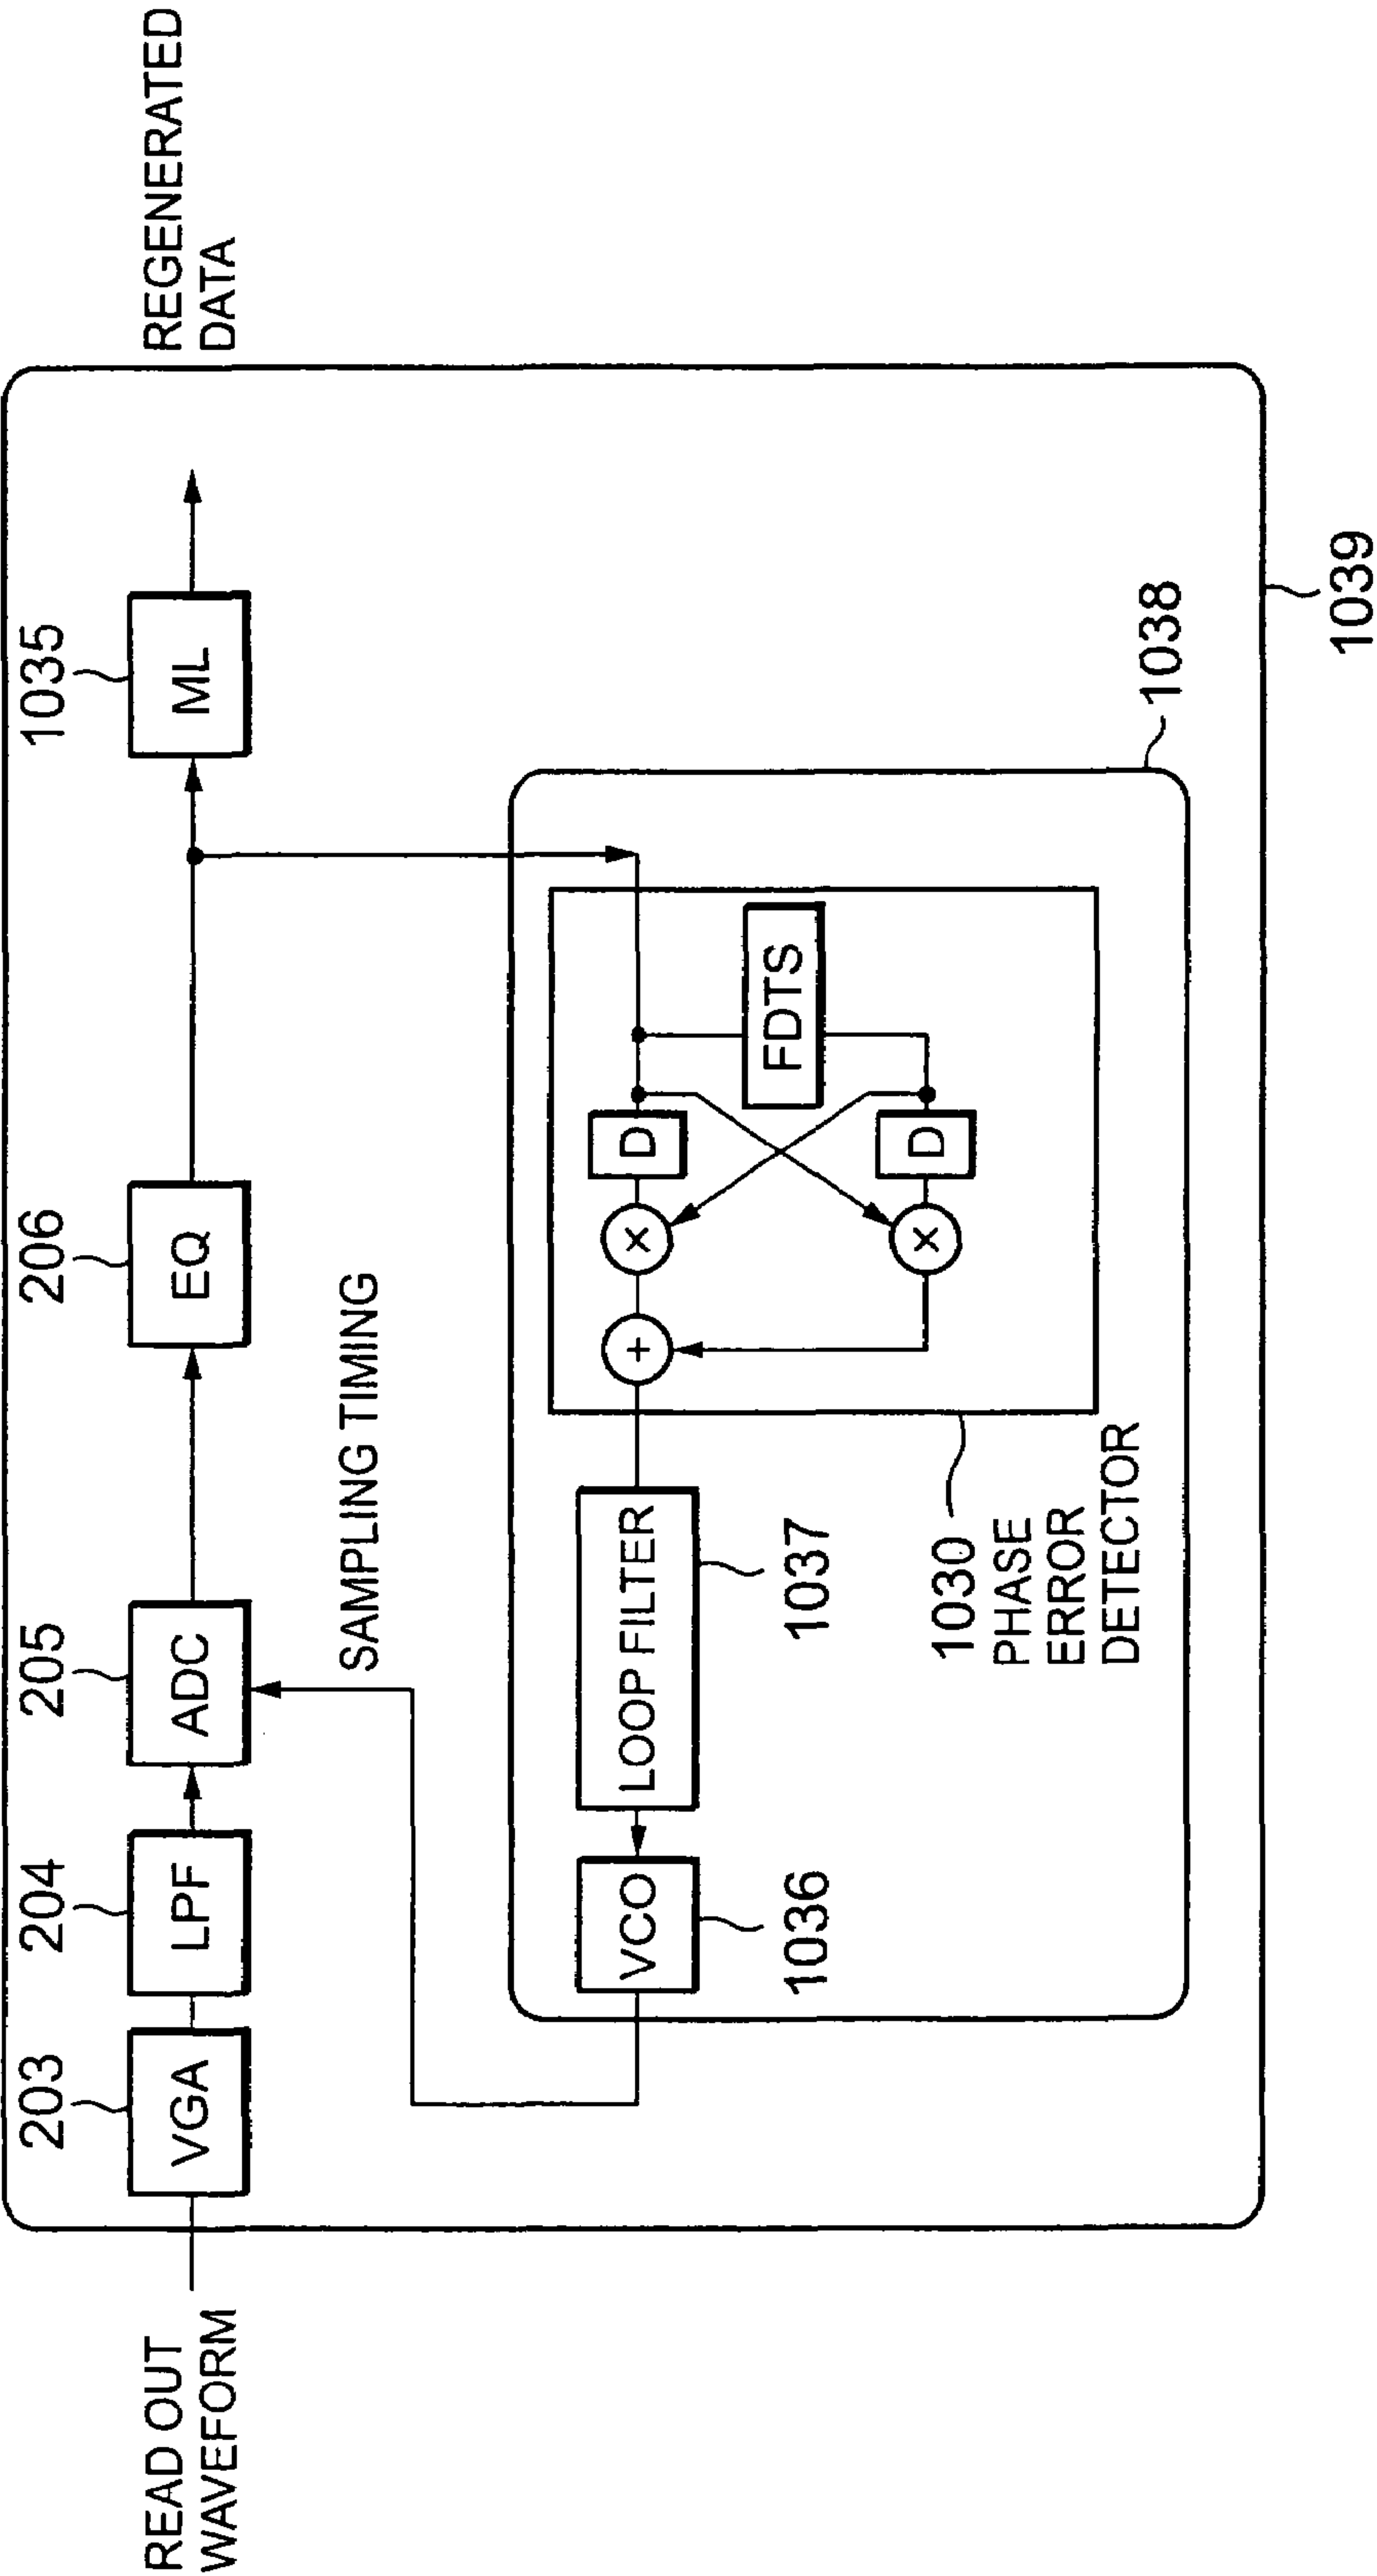 READ OUT
WAVEFORM
203
VGA
204
LPF
205
ADC
206
EQ
1035
ML
REGENERATED
DATA
SAMPLING TIMING
VCO
1036
LOOP FILTER
1037
+
×
×
D
D
FDTS
1030
PHASE
ERROR
DETECTOR
1038
1039